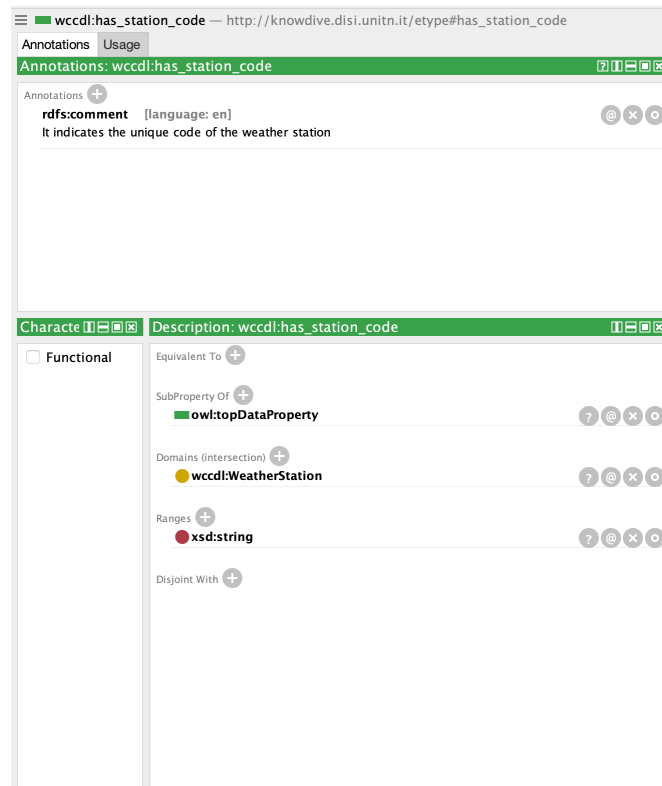 wccdl:has_station_code — http://knowdive.disi.unitn.it/etype#has_station_code
Annotations Usage
Annotations: wccdl:has_station_code
Annotations
rdfs:comment [language: en]
It indicates the unique code of the weather station
Characte
Description: wccdl:has_station_code
Functional
Equivalent To
SubProperty Of
owl:topDataProperty
Domains (intersection)
wccdl:WeatherStation
Ranges
xsd:string
Disjoint With